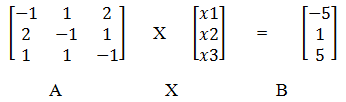 [-1 1 2] [x1] [-5]
[2 -1 1] X [x2] = [1]
[1 1 -1] [x3] [5]
A X B